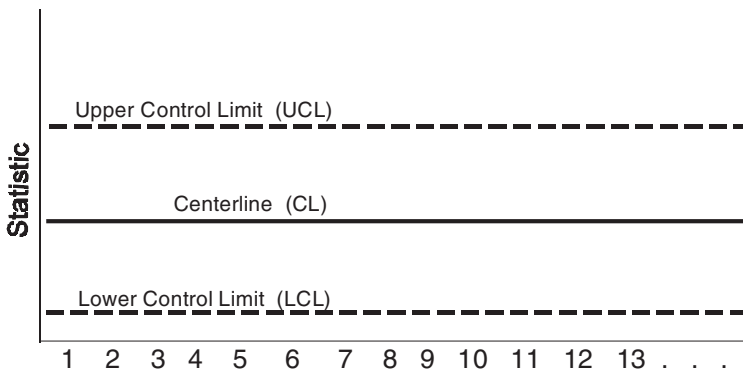 Upper Control Limit (UCL)
Statistic
Centerline (CL)
Lower Control Limit (LCL)
1 2 3 4 5 6 7 8 9 10 11 12 13 . . .